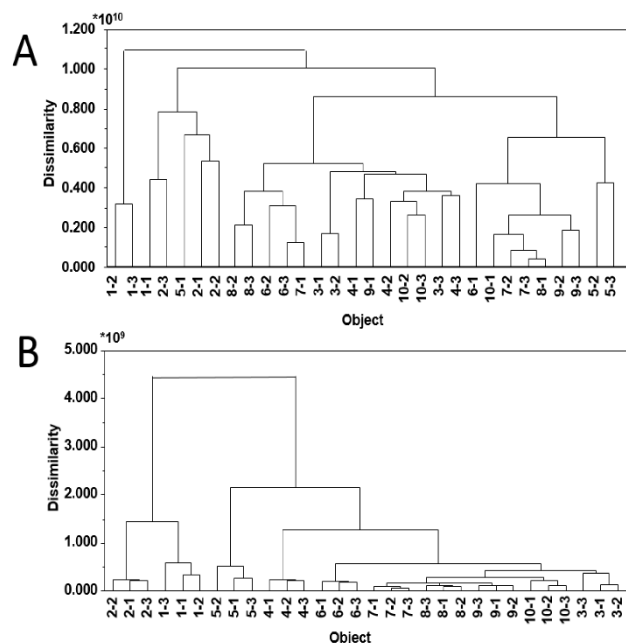 A
*10^10
1.200
1.000
0.800
0.600
0.400
0.200
0.000
Dissimilarity
1-2 1-3 1-1 2-3 5-1 2-1 2-2 8-2 8-3 6-2 6-3 7-1 3-1 3-2 4-1 9-1 4-2 10-2 10-3 3-3 4-3 6-1 10-1 7-2 7-3 8-1 9-2 9-3 5-2 5-3
Object
B
*10^9
5.000
4.000
3.000
2.000
1.000
0.000
Dissimilarity
2-2 2-1 2-3 1-3 1-1 1-2 5-2 5-1 5-3 4-1 4-2 4-3 6-1 6-2 6-3 7-1 7-2 7-3 8-3 8-1 8-2 9-3 9-1 9-2 10-1 10-2 10-3 3-3 3-1 3-2
Object